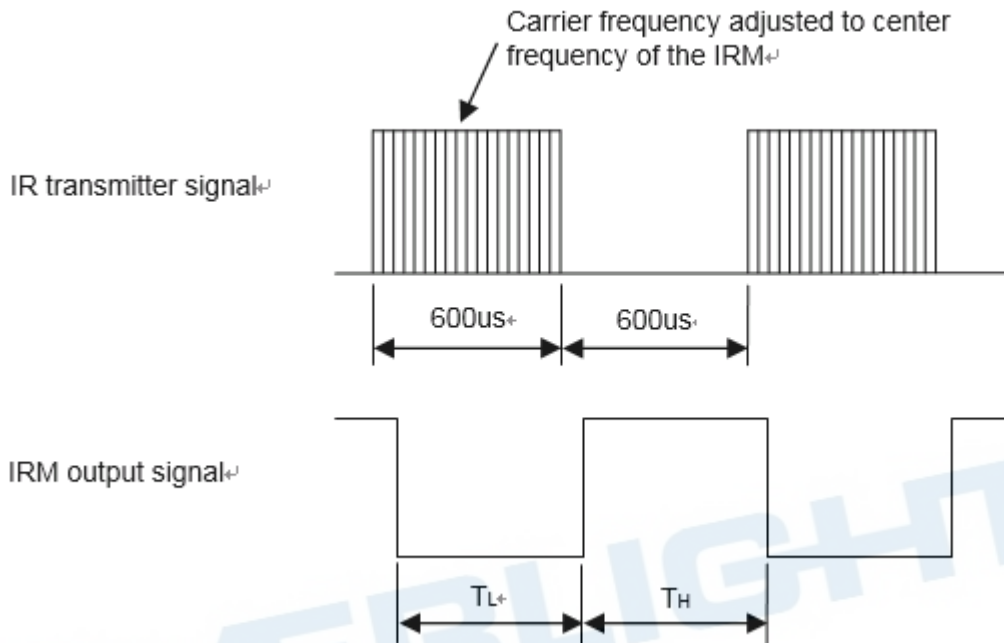 Carrier frequency adjusted to center
frequency of the IRM↵
IR transmitter signal↵
600us↵
600us
IRM output signal↵
TL↵
TH
EVERLIGHT